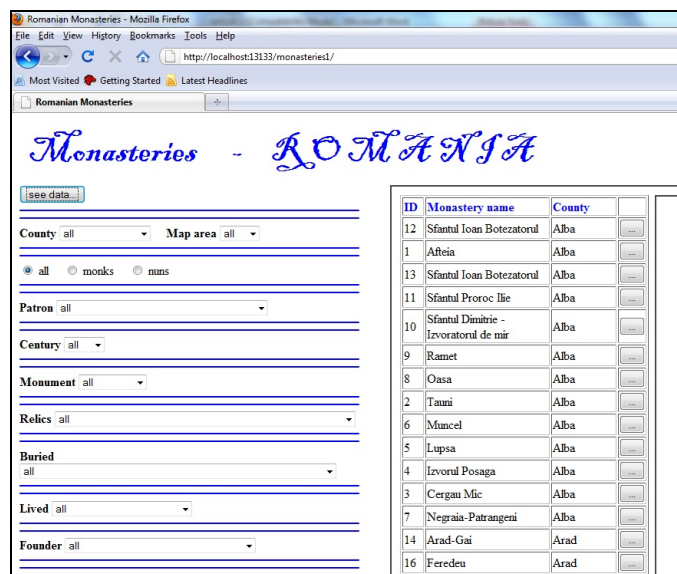 Romanian Monasteries - Mozilla Firefox
File Edit View History Bookmarks Tools Help
http://localhost:13133/monasteries1/
Most Visited Getting Started Latest Headlines
Romanian Monasteries
Monasteries - ROMANIA
see data...
County all Map area all
all monks nuns
Patron all
Century all
Monument all
Relics all
Buried
all
Lived all
Founder all
ID Monastery name County
12 Sfantul Ioan Botezatorul Alba ...
1 Afteia Alba ...
13 Sfantul Ioan Botezatorul Alba ...
11 Sfantul Proroc Ilie Alba ...
10 Sfantul Dimitrie - Alba ...
Izvoratorul de mir
9 Ramet Alba ...
8 Oasa Alba ...
2 Tauni Alba ...
6 Muncel Alba ...
5 Lupsa Alba ...
4 Izvorul Posaga Alba ...
3 Cergau Mic Alba ...
7 Negraia-Patrangeni Alba ...
14 Arad-Gai Arad ...
16 Feredeu Arad ...